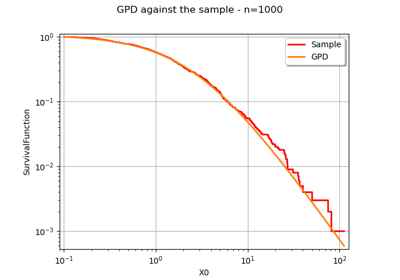 GPD against the sample - n=1000
Sample
GPD
SurvivalFunction
10⁰
10⁻¹
10⁻²
10⁻³
10⁻¹
10⁰
10¹
10²
X0